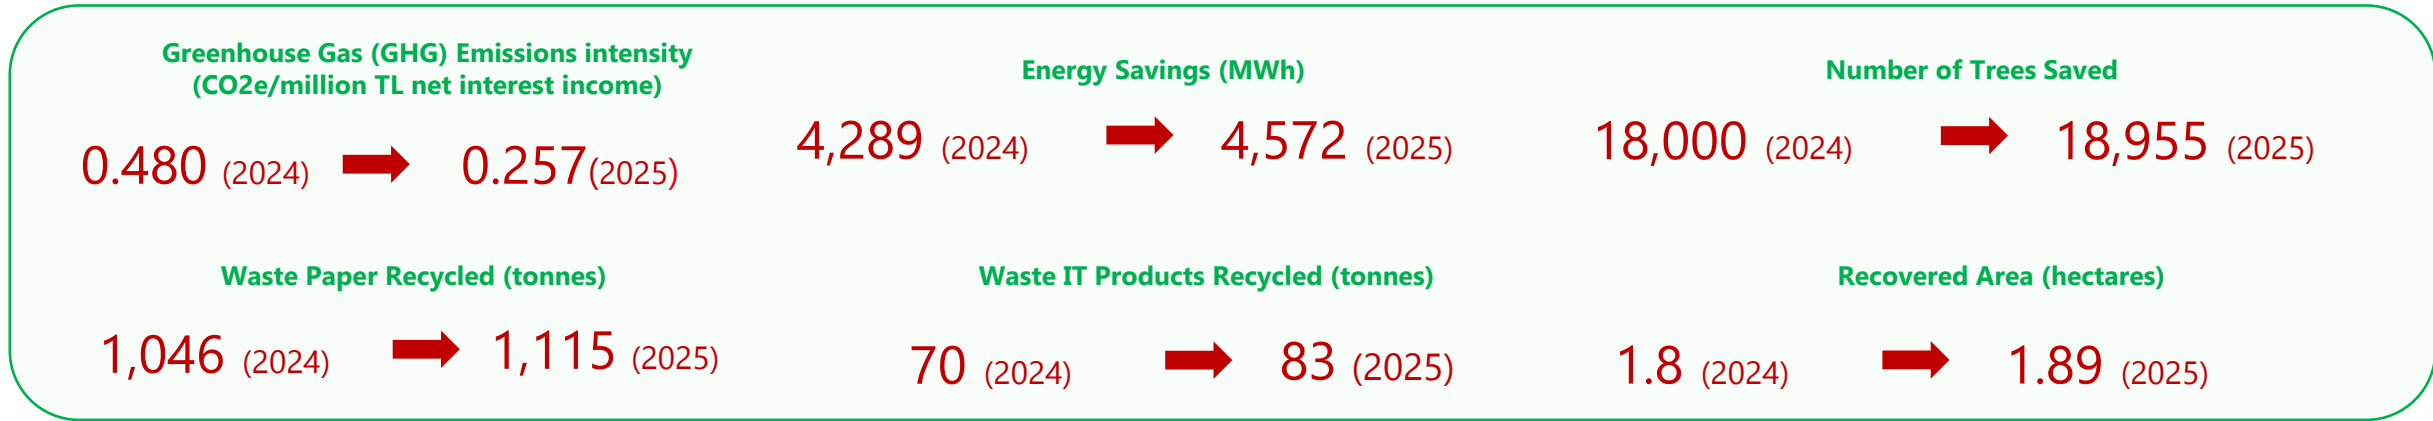 Greenhouse Gas (GHG) Emissions intensity
(CO2e/million TL net interest income)
0.480 (2024) 0.257(2025)
Energy Savings (MWh)
4,289 (2024) 4,572 (2025)
Number of Trees Saved
18,000 (2024) 18,955 (2025)
Waste Paper Recycled (tonnes)
1,046 (2024) 1,115 (2025)
Waste IT Products Recycled (tonnes)
70 (2024) 83 (2025)
Recovered Area (hectares)
1.8 (2024) 1.89 (2025)